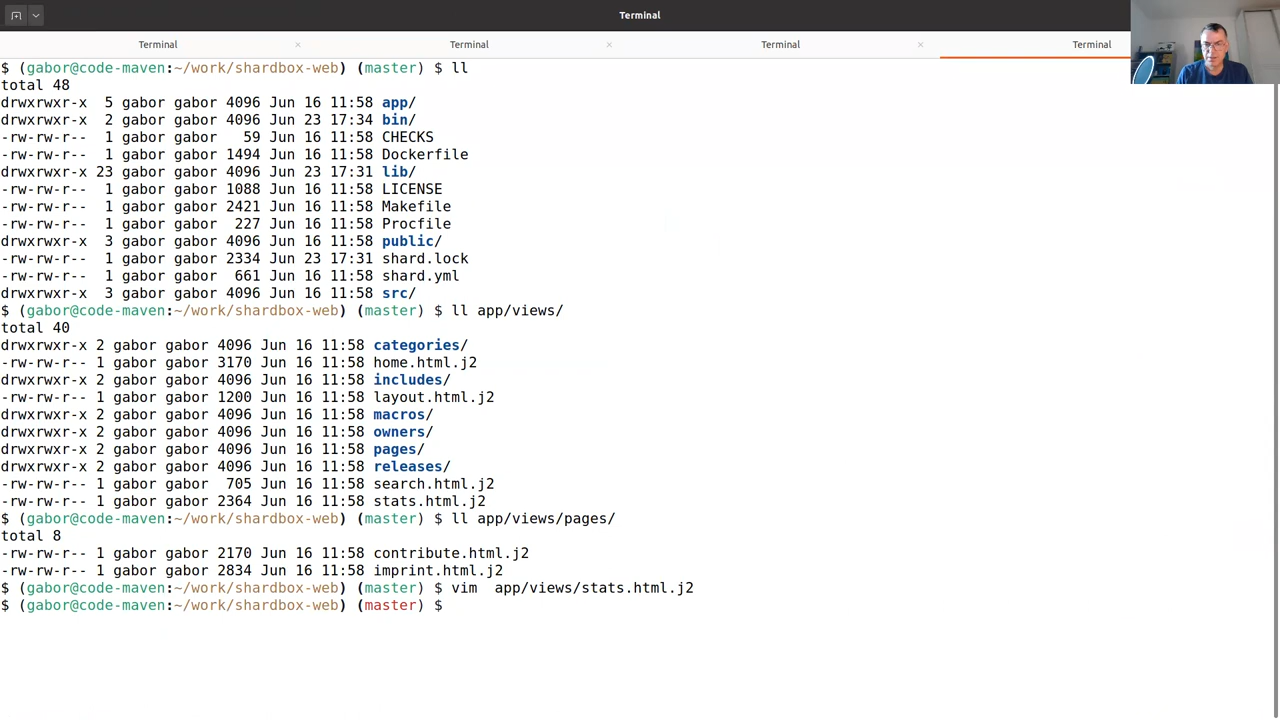 Terminal
Terminal × Terminal × Terminal × Terminal
$ (gabor@code-maven:~/work/shardbox-web) (master) $ ll
total 48
drwxrwxr-x  5 gabor gabor 4096 Jun 16 11:58 app/
drwxrwxr-x  2 gabor gabor 4096 Jun 23 17:34 bin/
-rw-rw-r--  1 gabor gabor   59 Jun 16 11:58 CHECKS
-rw-rw-r--  1 gabor gabor 1494 Jun 16 11:58 Dockerfile
drwxrwxr-x 23 gabor gabor 4096 Jun 23 17:31 lib/
-rw-rw-r--  1 gabor gabor 1088 Jun 16 11:58 LICENSE
-rw-rw-r--  1 gabor gabor 2421 Jun 16 11:58 Makefile
-rw-rw-r--  1 gabor gabor  227 Jun 16 11:58 Procfile
drwxrwxr-x  3 gabor gabor 4096 Jun 16 11:58 public/
-rw-rw-r--  1 gabor gabor 2334 Jun 23 17:31 shard.lock
-rw-rw-r--  1 gabor gabor  661 Jun 16 11:58 shard.yml
drwxrwxr-x  3 gabor gabor 4096 Jun 16 11:58 src/
$ (gabor@code-maven:~/work/shardbox-web) (master) $ ll app/views/
total 40
drwxrwxr-x 2 gabor gabor 4096 Jun 16 11:58 categories/
-rw-rw-r-- 1 gabor gabor 3170 Jun 16 11:58 home.html.j2
drwxrwxr-x 2 gabor gabor 4096 Jun 16 11:58 includes/
-rw-rw-r-- 1 gabor gabor 1200 Jun 16 11:58 layout.html.j2
drwxrwxr-x 2 gabor gabor 4096 Jun 16 11:58 macros/
drwxrwxr-x 2 gabor gabor 4096 Jun 16 11:58 owners/
drwxrwxr-x 2 gabor gabor 4096 Jun 16 11:58 pages/
drwxrwxr-x 2 gabor gabor 4096 Jun 16 11:58 releases/
-rw-rw-r-- 1 gabor gabor  705 Jun 16 11:58 search.html.j2
-rw-rw-r-- 1 gabor gabor 2364 Jun 16 11:58 stats.html.j2
$ (gabor@code-maven:~/work/shardbox-web) (master) $ ll app/views/pages/
total 8
-rw-rw-r-- 1 gabor gabor 2170 Jun 16 11:58 contribute.html.j2
-rw-rw-r-- 1 gabor gabor 2834 Jun 16 11:58 imprint.html.j2
$ (gabor@code-maven:~/work/shardbox-web) (master) $ vim  app/views/stats.html.j2
$ (gabor@code-maven:~/work/shardbox-web) (master) $